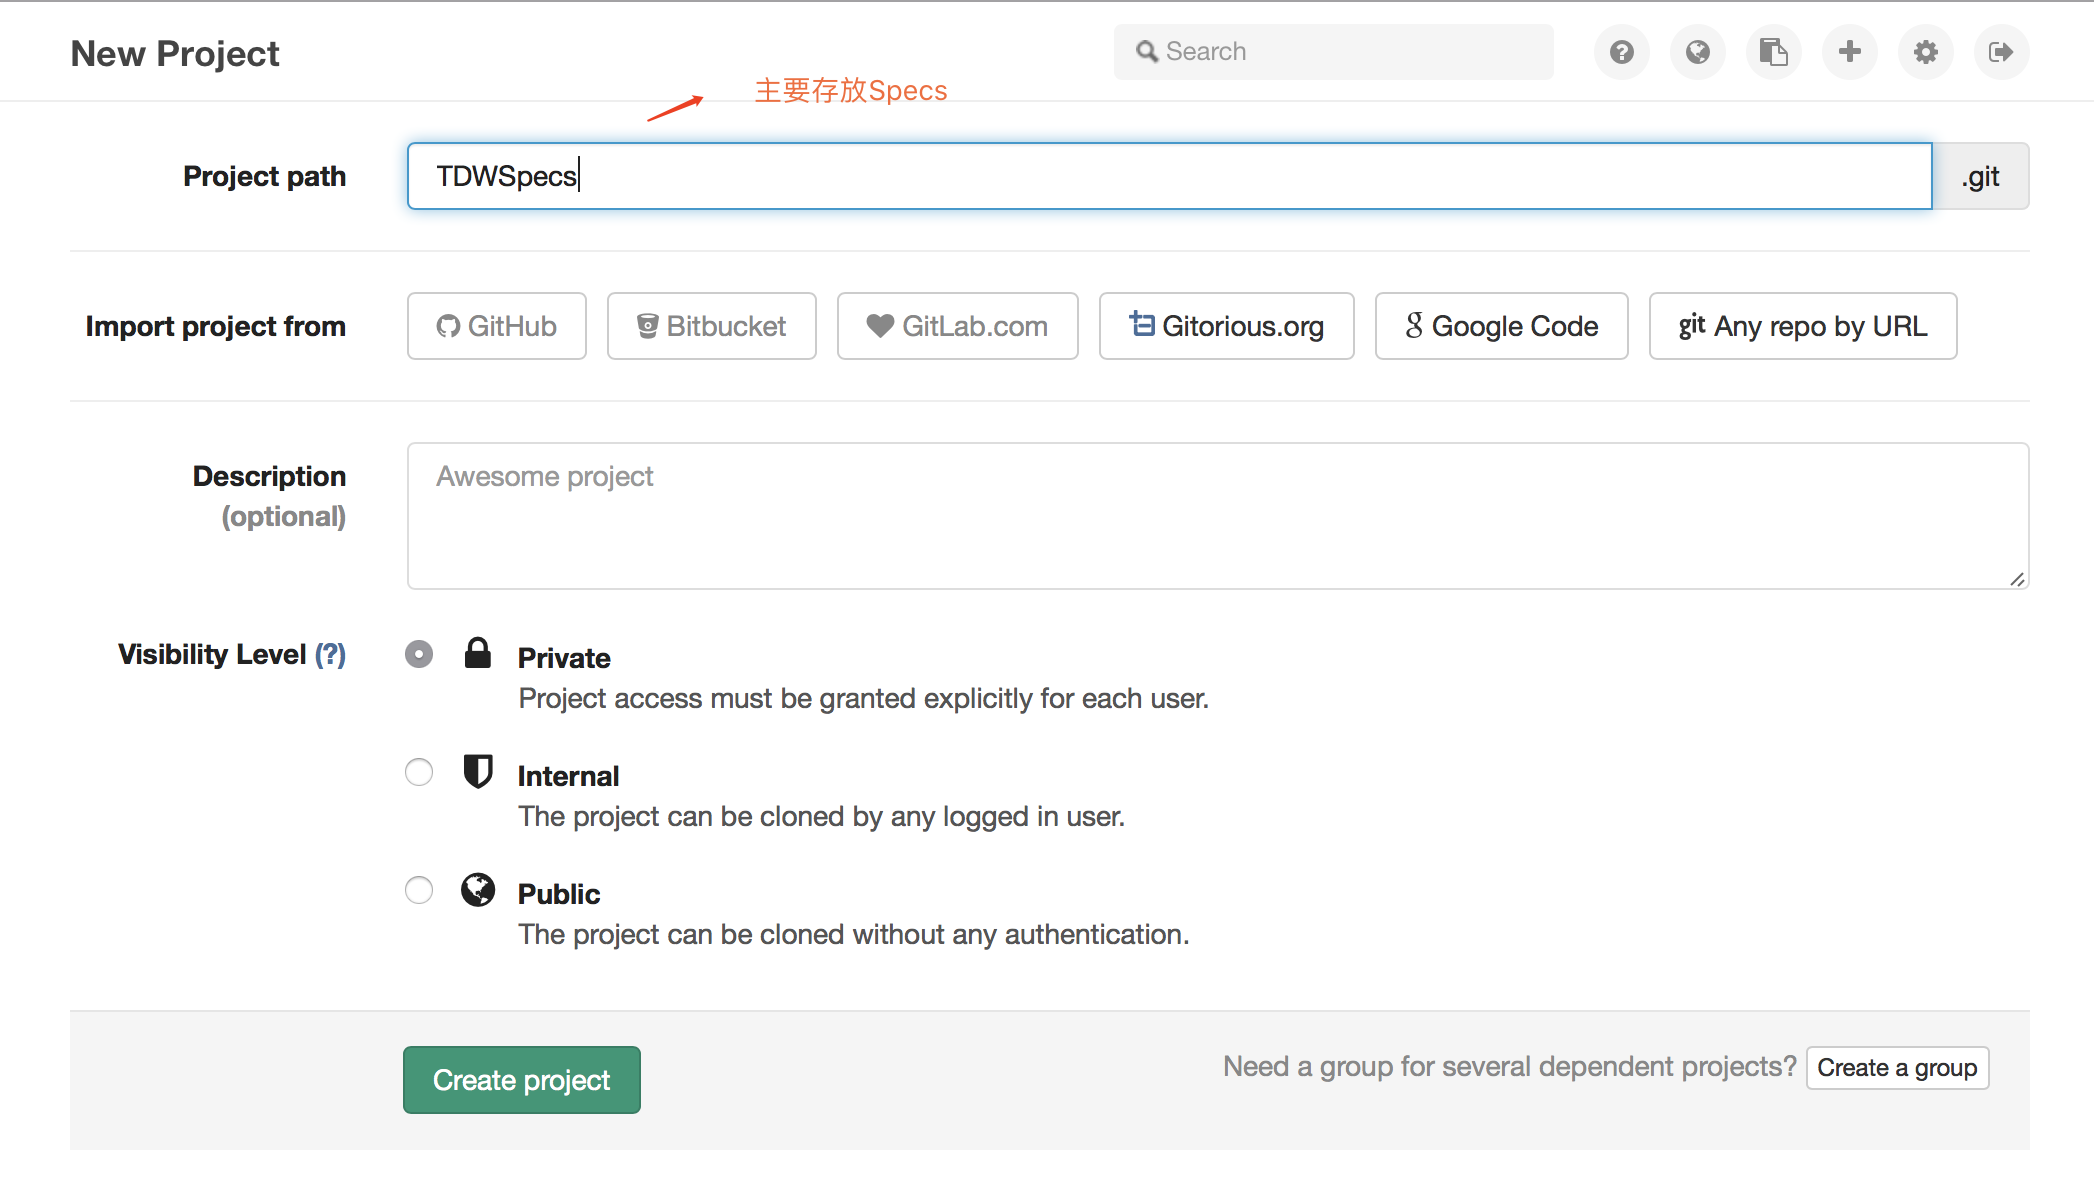 New Project
Search
主要存放Specs
Project path
TDWSpecs
.git
Import project from
GitHub
Bitbucket
GitLab.com
Gitorious.org
Google Code
git Any repo by URL
Description
(optional)
Awesome project
Visibility Level (?)
Private
Project access must be granted explicitly for each user.
Internal
The project can be cloned by any logged in user.
Public
The project can be cloned without any authentication.
Create project
Need a group for several dependent projects?
Create a group